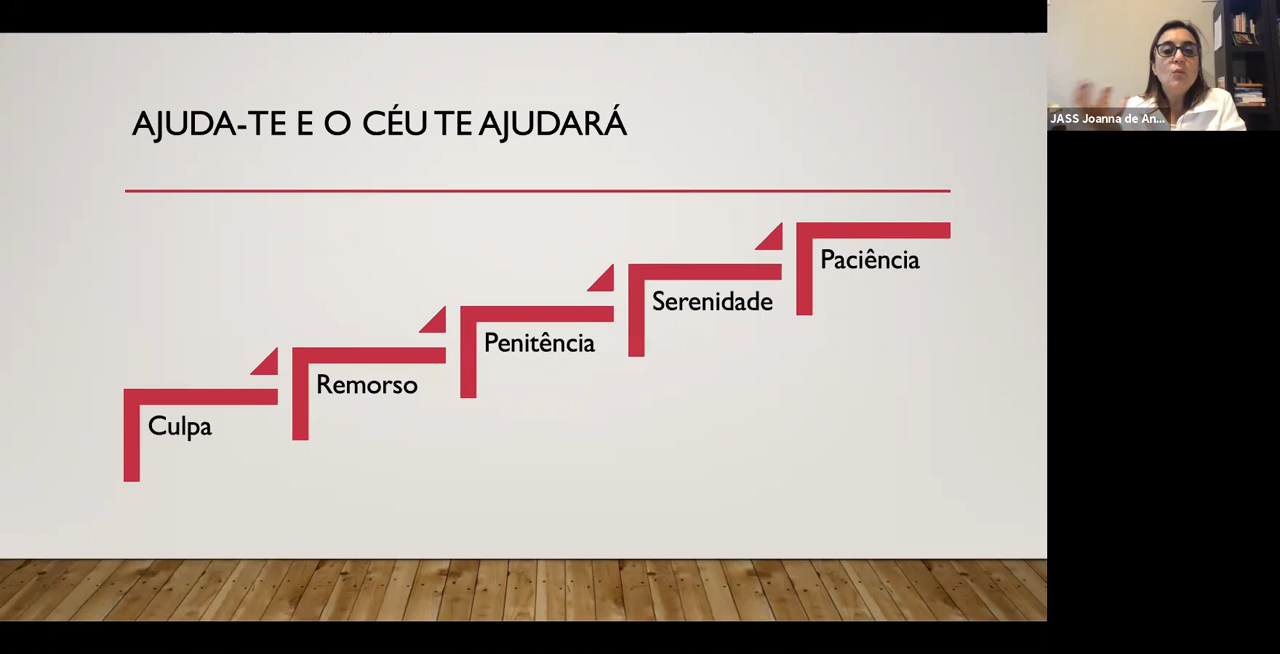 AJUDA-TE E O CÉU TE AJUDARÁ
Culpa
Remorso
Penitência
Serenidade
Paciência
JASS Joanna de An...